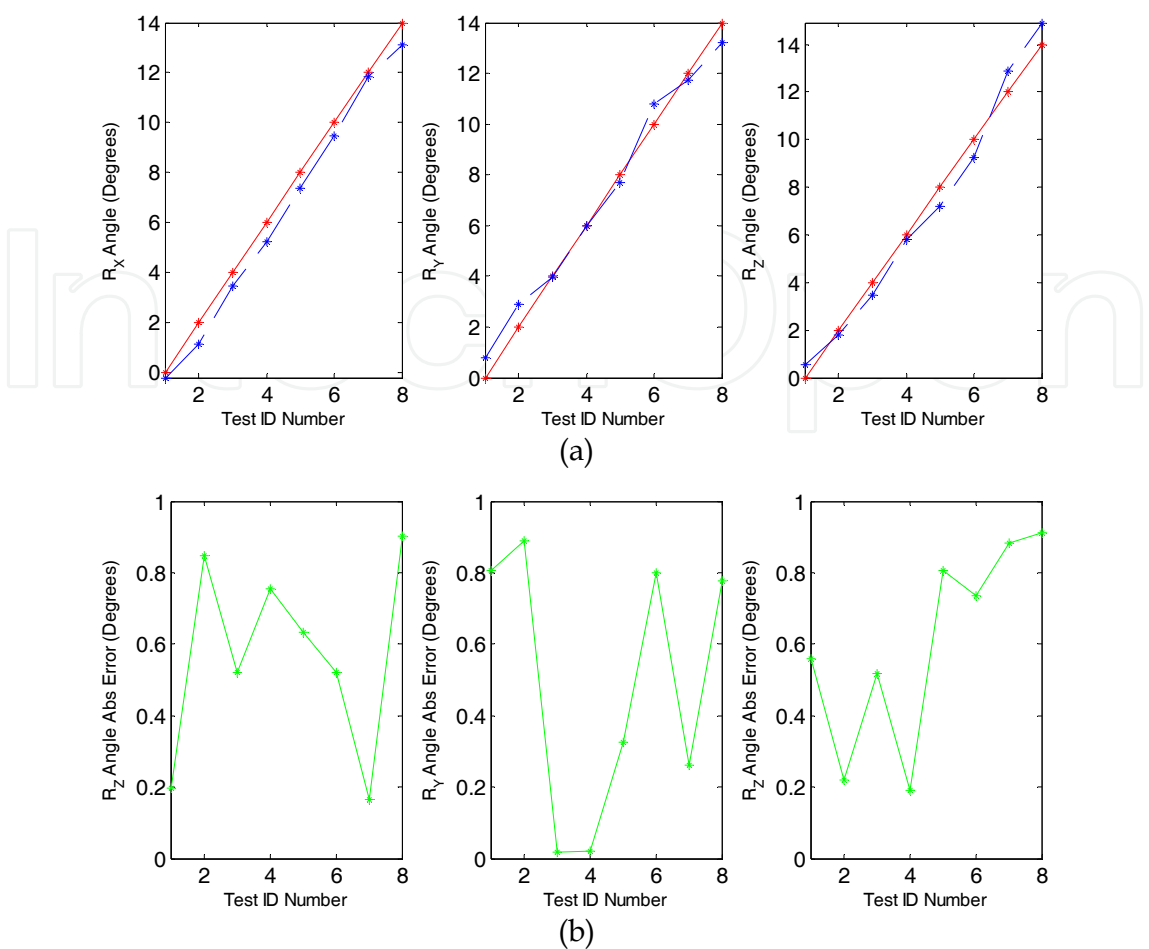 14
12
10
8
6
4
2
0
R_X Angle (Degrees)
2 4 6 8
Test ID Number
14
12
10
8
6
4
2
0
R_Y Angle (Degrees)
2 4 6 8
Test ID Number
14
12
10
8
6
4
2
0
R_Z Angle (Degrees)
2 4 6 8
Test ID Number
(a)
1
0.8
0.6
0.4
0.2
0
R_Z Angle Abs Error (Degrees)
2 4 6 8
Test ID Number
1
0.8
0.6
0.4
0.2
0
R_Y Angle Abs Error (Degrees)
2 4 6 8
Test ID Number
1
0.8
0.6
0.4
0.2
0
R_Z Angle Abs Error (Degrees)
2 4 6 8
Test ID Number
(b)